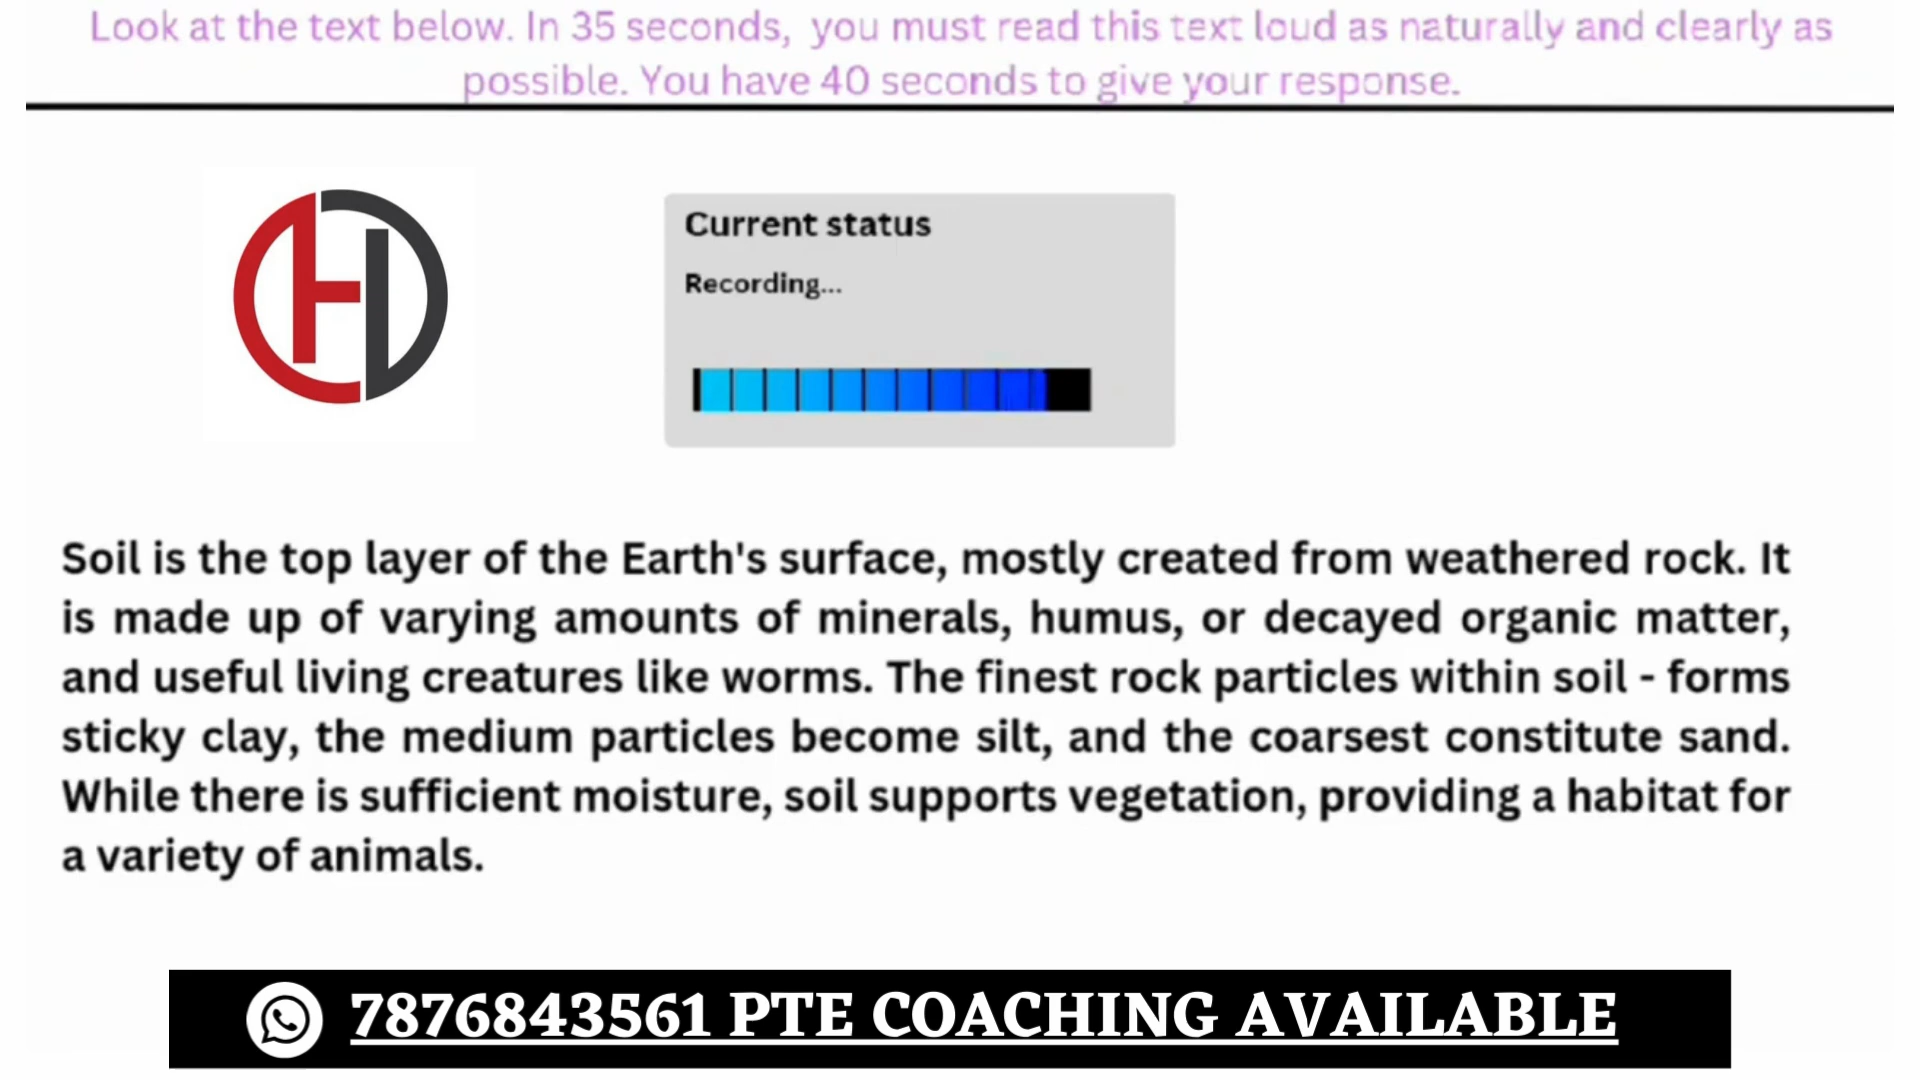 Look at the text below. In 35 seconds, you must read this text loud as naturally and clearly as
possible. You have 40 seconds to give your response.
Current status
Recording...
Soil is the top layer of the Earth's surface, mostly created from weathered rock. It
is made up of varying amounts of minerals, humus, or decayed organic matter,
and useful living creatures like worms. The finest rock particles within soil - forms
sticky clay, the medium particles become silt, and the coarsest constitute sand.
While there is sufficient moisture, soil supports vegetation, providing a habitat for
a variety of animals.
7876843561 PTE COACHING AVAILABLE